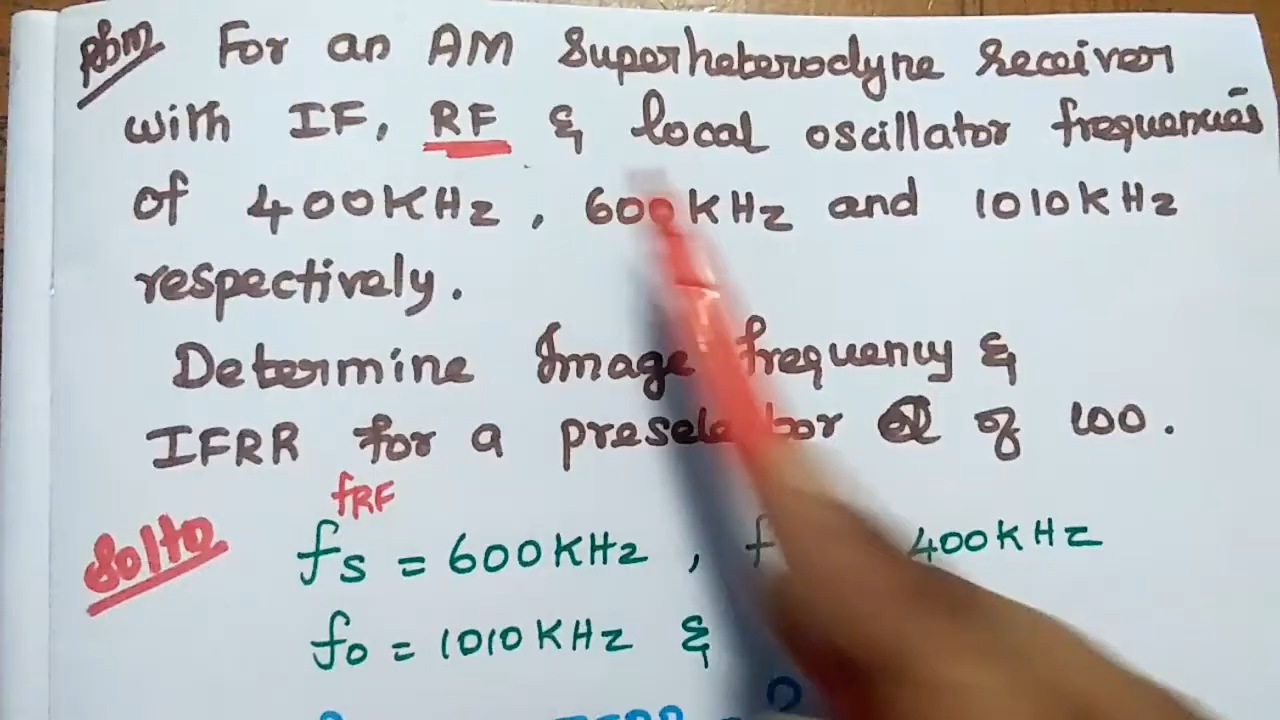 Pbm For an AM Superheterodyne receiver
with IF, RF & local oscillator frequencies
of 400KHz, 600KHz and 1010KHz
respectively.
Determine Image frequency &
IFRR for a preselector Q of 100.
fRF
Soltn fs = 600KHz, 400KHz
fo = 1010KHz &